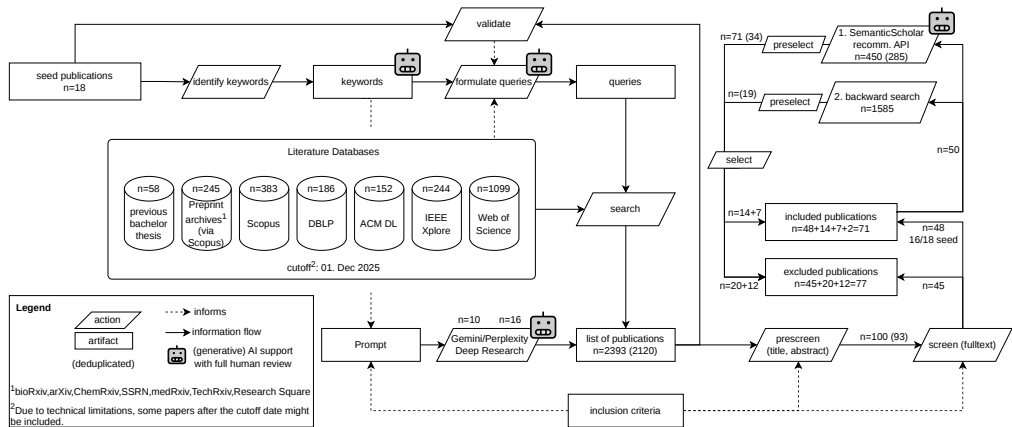 validate
seed publications
n=18
identify keywords
keywords
formulate queries
queries
Literature Databases
n=58
previous
bachelor
thesis
n=245
Preprint
archives1
(via
Scopus)
n=383
Scopus
n=186
DBLP
n=152
ACM DL
n=244
IEEE
Xplore
n=1099
Web of
Science
cutoff2: 01. Dec 2025
search
n=71 (34)
preselect
1. SemanticScholar
recomm. API
n=450 (285)
n=(19)
preselect
2. backward search
n=1585
n=50
select
n=14+7
included publications
n=48+14+7+2=71
n=48
16/18 seed
excluded publications
n=45+20+12=77
n=20+12
n=45
Legend
action
artifact
(deduplicated)
informs
information flow
(generative) AI support
with full human review
1bioRxiv,arXiv,ChemRxiv,SSRN,medRxiv,TechRxiv,Research Square
2Due to technical limitations, some papers after the cutoff date might
be included.
Prompt
n=10
n=16
Gemini/Perplexity
Deep Research
list of publications
n=2393 (2120)
prescreen
(title, abstract)
n=100 (93)
screen (fulltext)
inclusion criteria